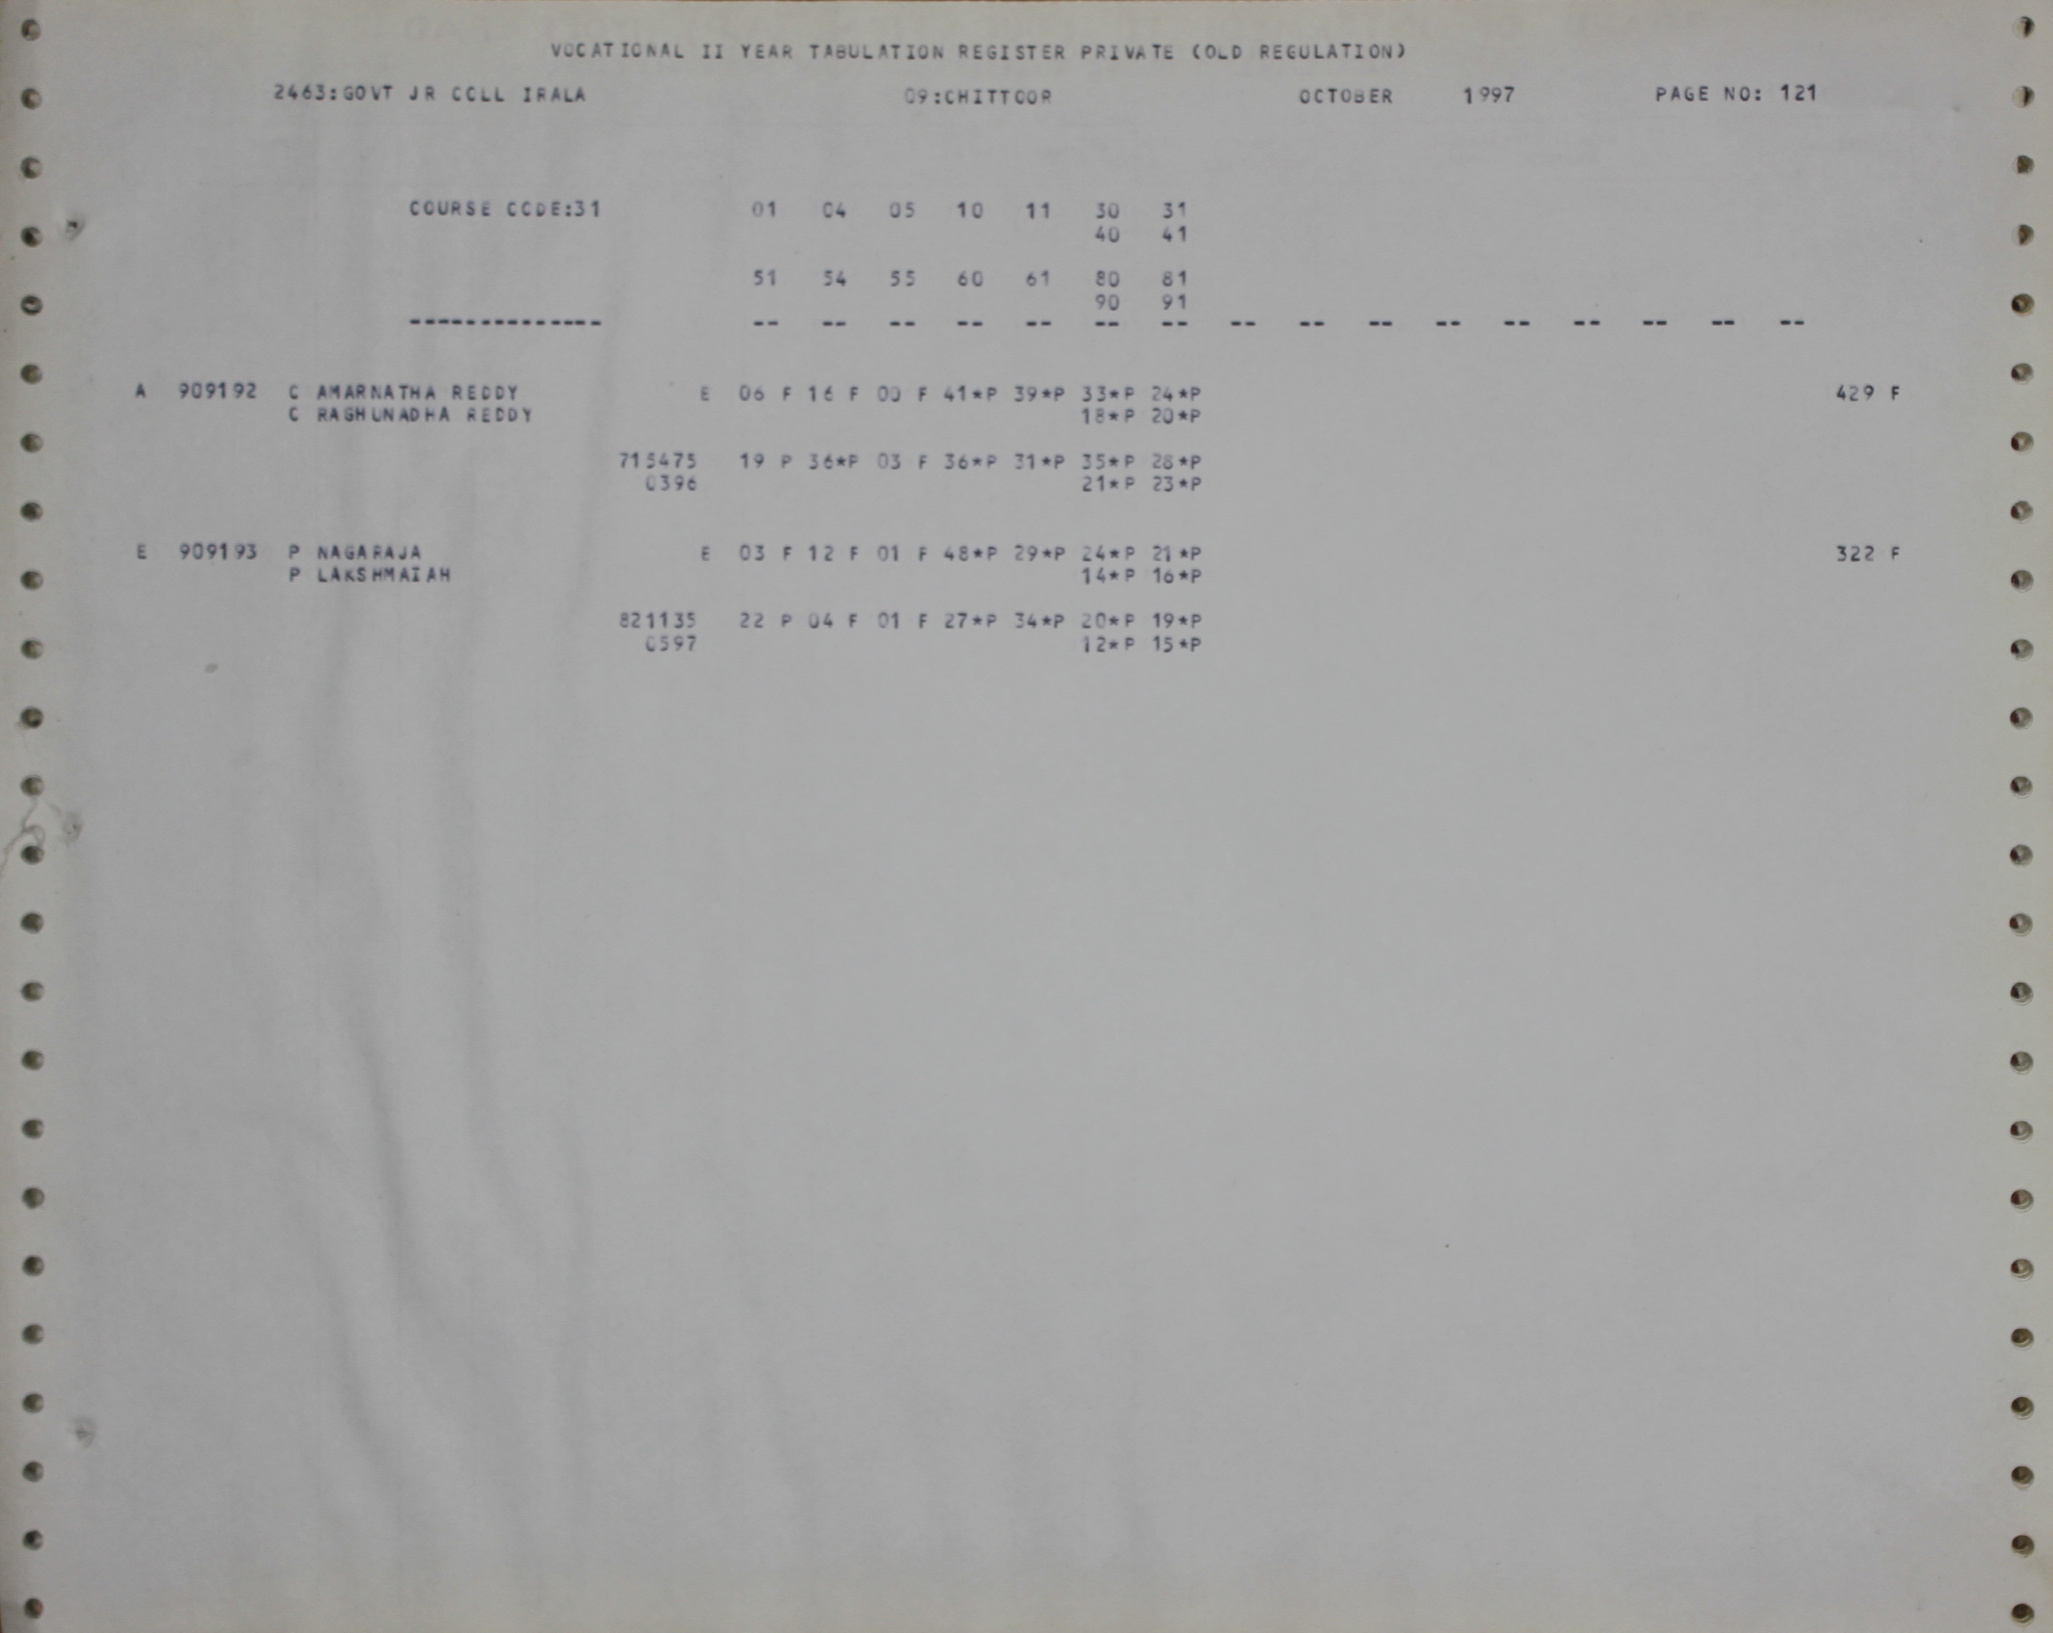 VOCATIONAL II YEAR TABULATION REGISTER PRIVATE (OLD REGULATION)
2463:GOVT JR COLL IRALA 09:CHITTOOR OCTOBER 1997 PAGE NO: 121
COURSE CODE:31 01 04 05 10 11 30 31
40 41
51 54 55 60 61 80 81
90 91
-------------- -- -- -- -- -- -- -- -- -- -- -- -- -- -- -- --
A 909192 C AMARNATHA REDDY E 06 F 16 F 00 F 41*P 39*P 33*P 24*P 429 F
C RAGHUNADHA REDDY 18*P 20*P
715475 19 P 36*P 03 F 36*P 31*P 35*P 28*P
0396 21*P 23*P
E 909193 P NAGARAJA E 03 F 12 F 01 F 48*P 29*P 24*P 21*P 322 F
P LAKSHMAIAH 14*P 16*P
821135 22 P 04 F 01 F 27*P 34*P 20*P 19*P
0597 12*P 15*P